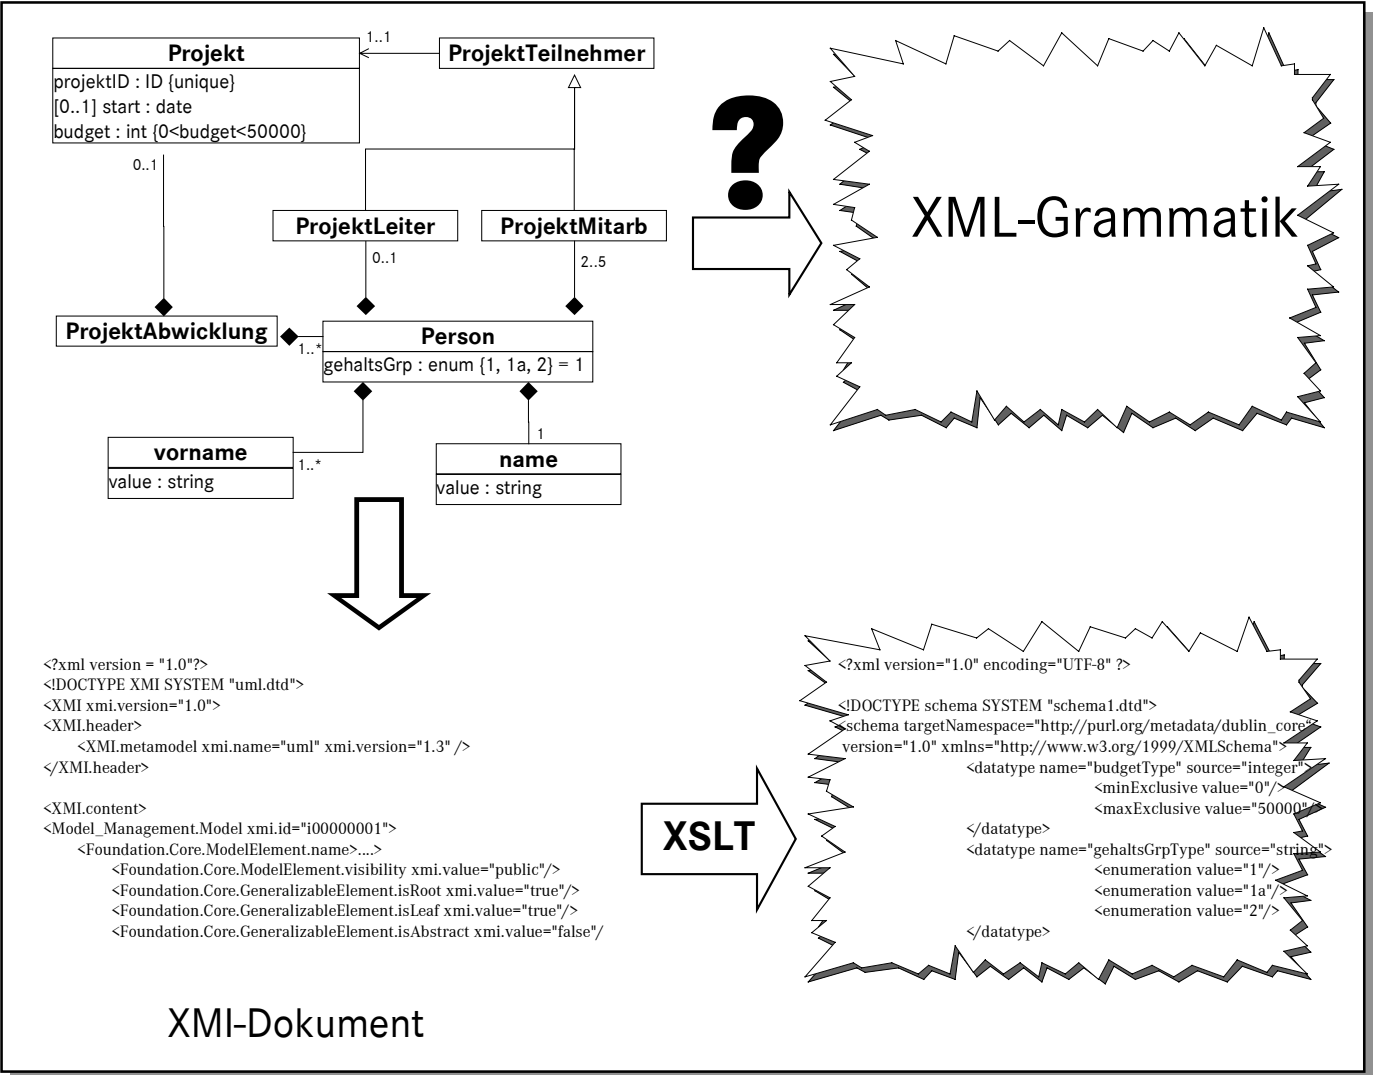 Projekt
projektID : ID {unique}
[0..1] start : date
budget : int {0<budget<50000}
1..1
ProjektTeilnehmer
0..1
ProjektLeiter
ProjektMitarb
0..1
2..5
ProjektAbwicklung
1..*
Person
gehaltsGrp : enum {1, 1a, 2} = 1
vorname
value : string
1..*
1
name
value : string
?
XML-Grammatik
<?xml version = "1.0"?>
<!DOCTYPE XMI SYSTEM "uml.dtd">
<XMI xmi.version="1.0">
<XMI.header>
<XMI.metamodel xmi.name="uml" xmi.version="1.3" />
</XMI.header>
<XMI.content>
<Model_Management.Model xmi.id="i00000001">
<Foundation.Core.ModelElement.name>....>
<Foundation.Core.ModelElement.visibility xmi.value="public"/>
<Foundation.Core.GeneralizableElement.isRoot xmi.value="true"/>
<Foundation.Core.GeneralizableElement.isLeaf xmi.value="true"/>
<Foundation.Core.GeneralizableElement.isAbstract xmi.value="false"/
XMI-Dokument
XSLT
<?xml version="1.0" encoding="UTF-8" ?>
<!DOCTYPE schema SYSTEM "schema1.dtd">
<schema targetNamespace="http://purl.org/metadata/dublin_core“
version="1.0" xmlns="http://www.w3.org/1999/XMLSchema">
<datatype name="budgetType" source="integer">
<minExclusive value="0"/>
<maxExclusive value="50000"/>
</datatype>
<datatype name="gehaltsGrpType" source="string">
<enumeration value="1"/>
<enumeration value="1a"/>
<enumeration value="2"/>
</datatype>